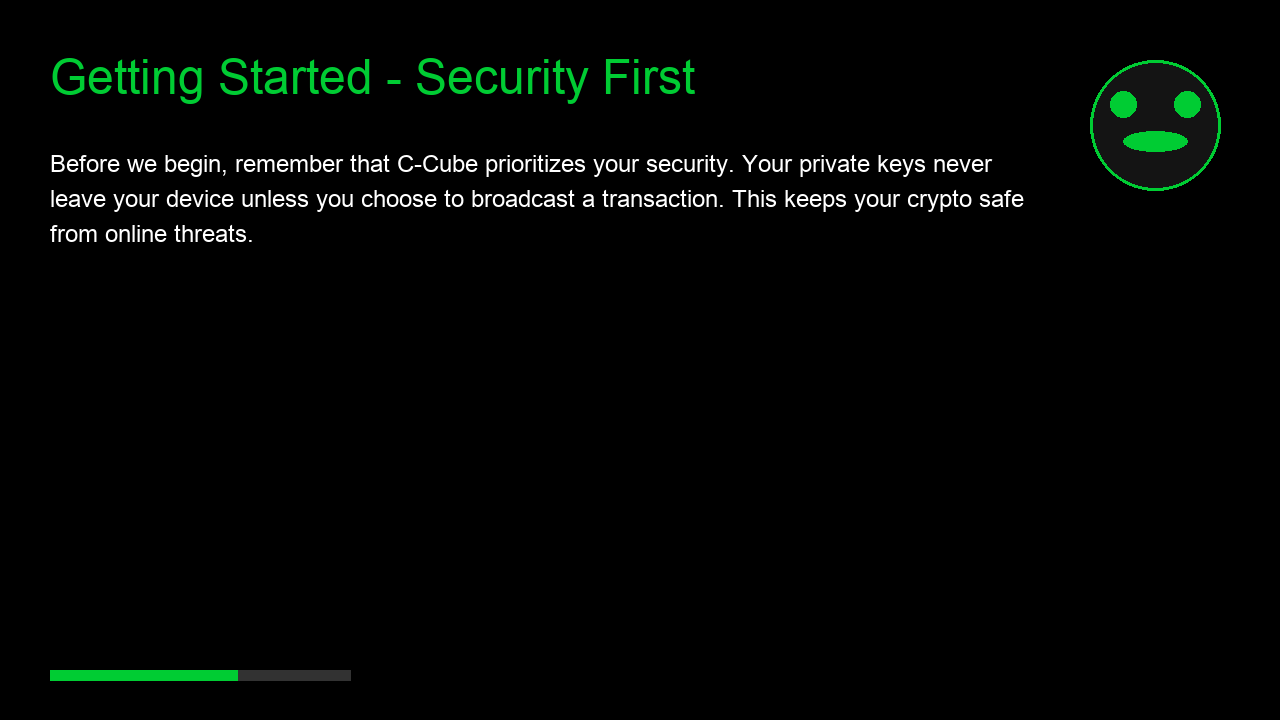 Getting Started - Security First
Before we begin, remember that C-Cube prioritizes your security. Your private keys never
leave your device unless you choose to broadcast a transaction. This keeps your crypto safe
from online threats.